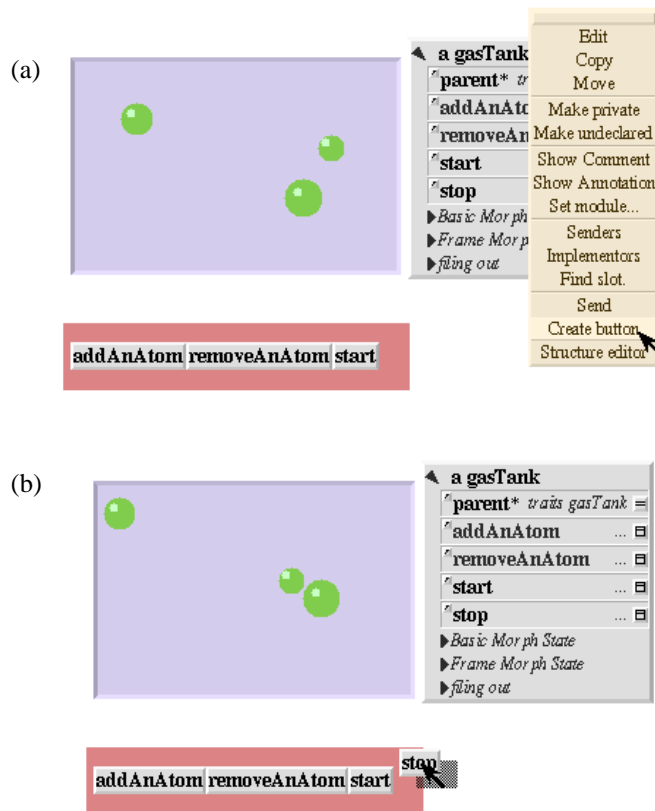 (a)
a gasTank
parent* tr
addAnAto
removeAn
start
stop
Basic Morph
Frame Morp
filing out
Edit
Copy
Move
Make private
Make undeclared
Show Comment
Show Annotation
Set module...
Senders
Implementors
Find slot.
Send
Create button
Structure editor
addAnAtom removeAnAtom start
(b)
a gasTank
parent* traits gasTank =
addAnAtom ...
removeAnAtom ...
start ...
stop ...
Basic Morph State
Frame Morph State
filing out
stop
addAnAtom removeAnAtom start